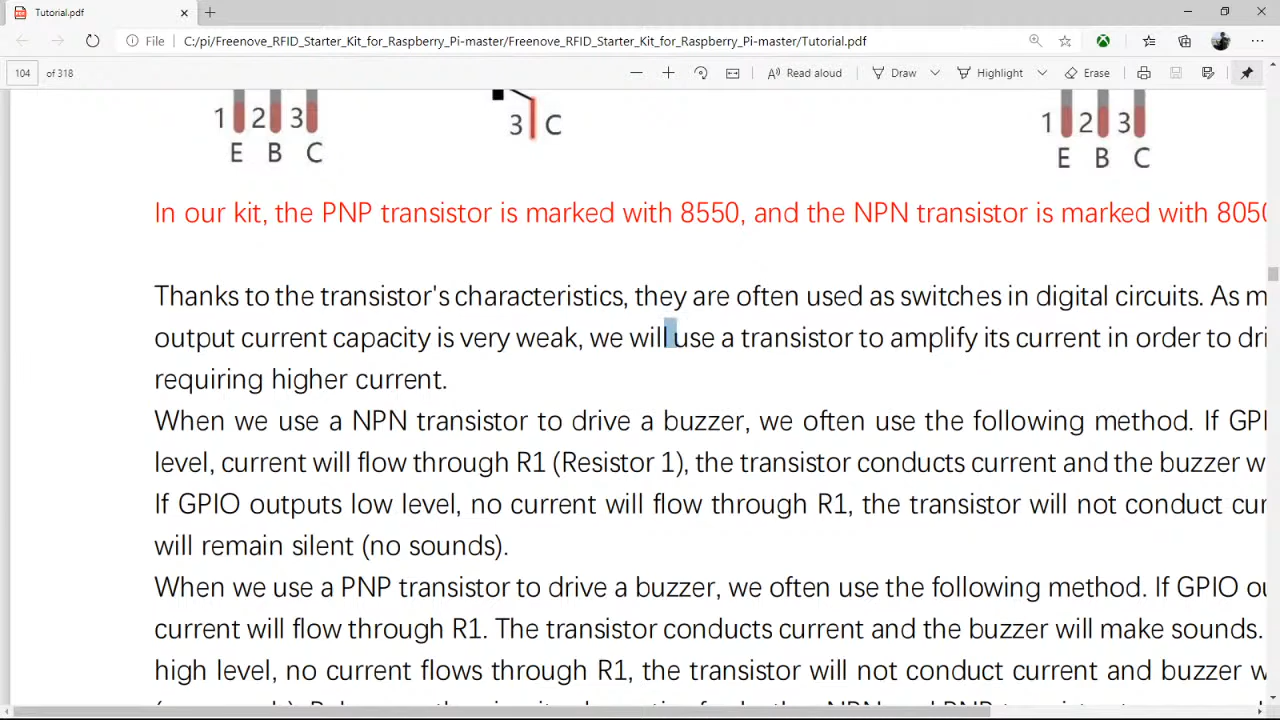 Tutorial.pdf
File C:/pi/Freenove_RFID_Starter_Kit_for_Raspberry_Pi-master/Freenove_RFID_Starter_Kit_for_Raspberry_Pi-master/Tutorial.pdf
104 of 318 Read aloud Draw Highlight Erase
1 2 3 3 C 1 2 3
E B C E B C
In our kit, the PNP transistor is marked with 8550, and the NPN transistor is marked with 8050
Thanks to the transistor's characteristics, they are often used as switches in digital circuits. As
output current capacity is very weak, we will use a transistor to amplify its current in order to
requiring higher current.
When we use a NPN transistor to drive a buzzer, we often use the following method. If
level, current will flow through R1 (Resistor 1), the transistor conducts current and the buzzer
If GPIO outputs low level, no current will flow through R1, the transistor will not conduct
will remain silent (no sounds).
When we use a PNP transistor to drive a buzzer, we often use the following method. If GPIO
current will flow through R1. The transistor conducts current and the buzzer will make sounds.
high level, no current flows through R1, the transistor will not conduct current and buzzer